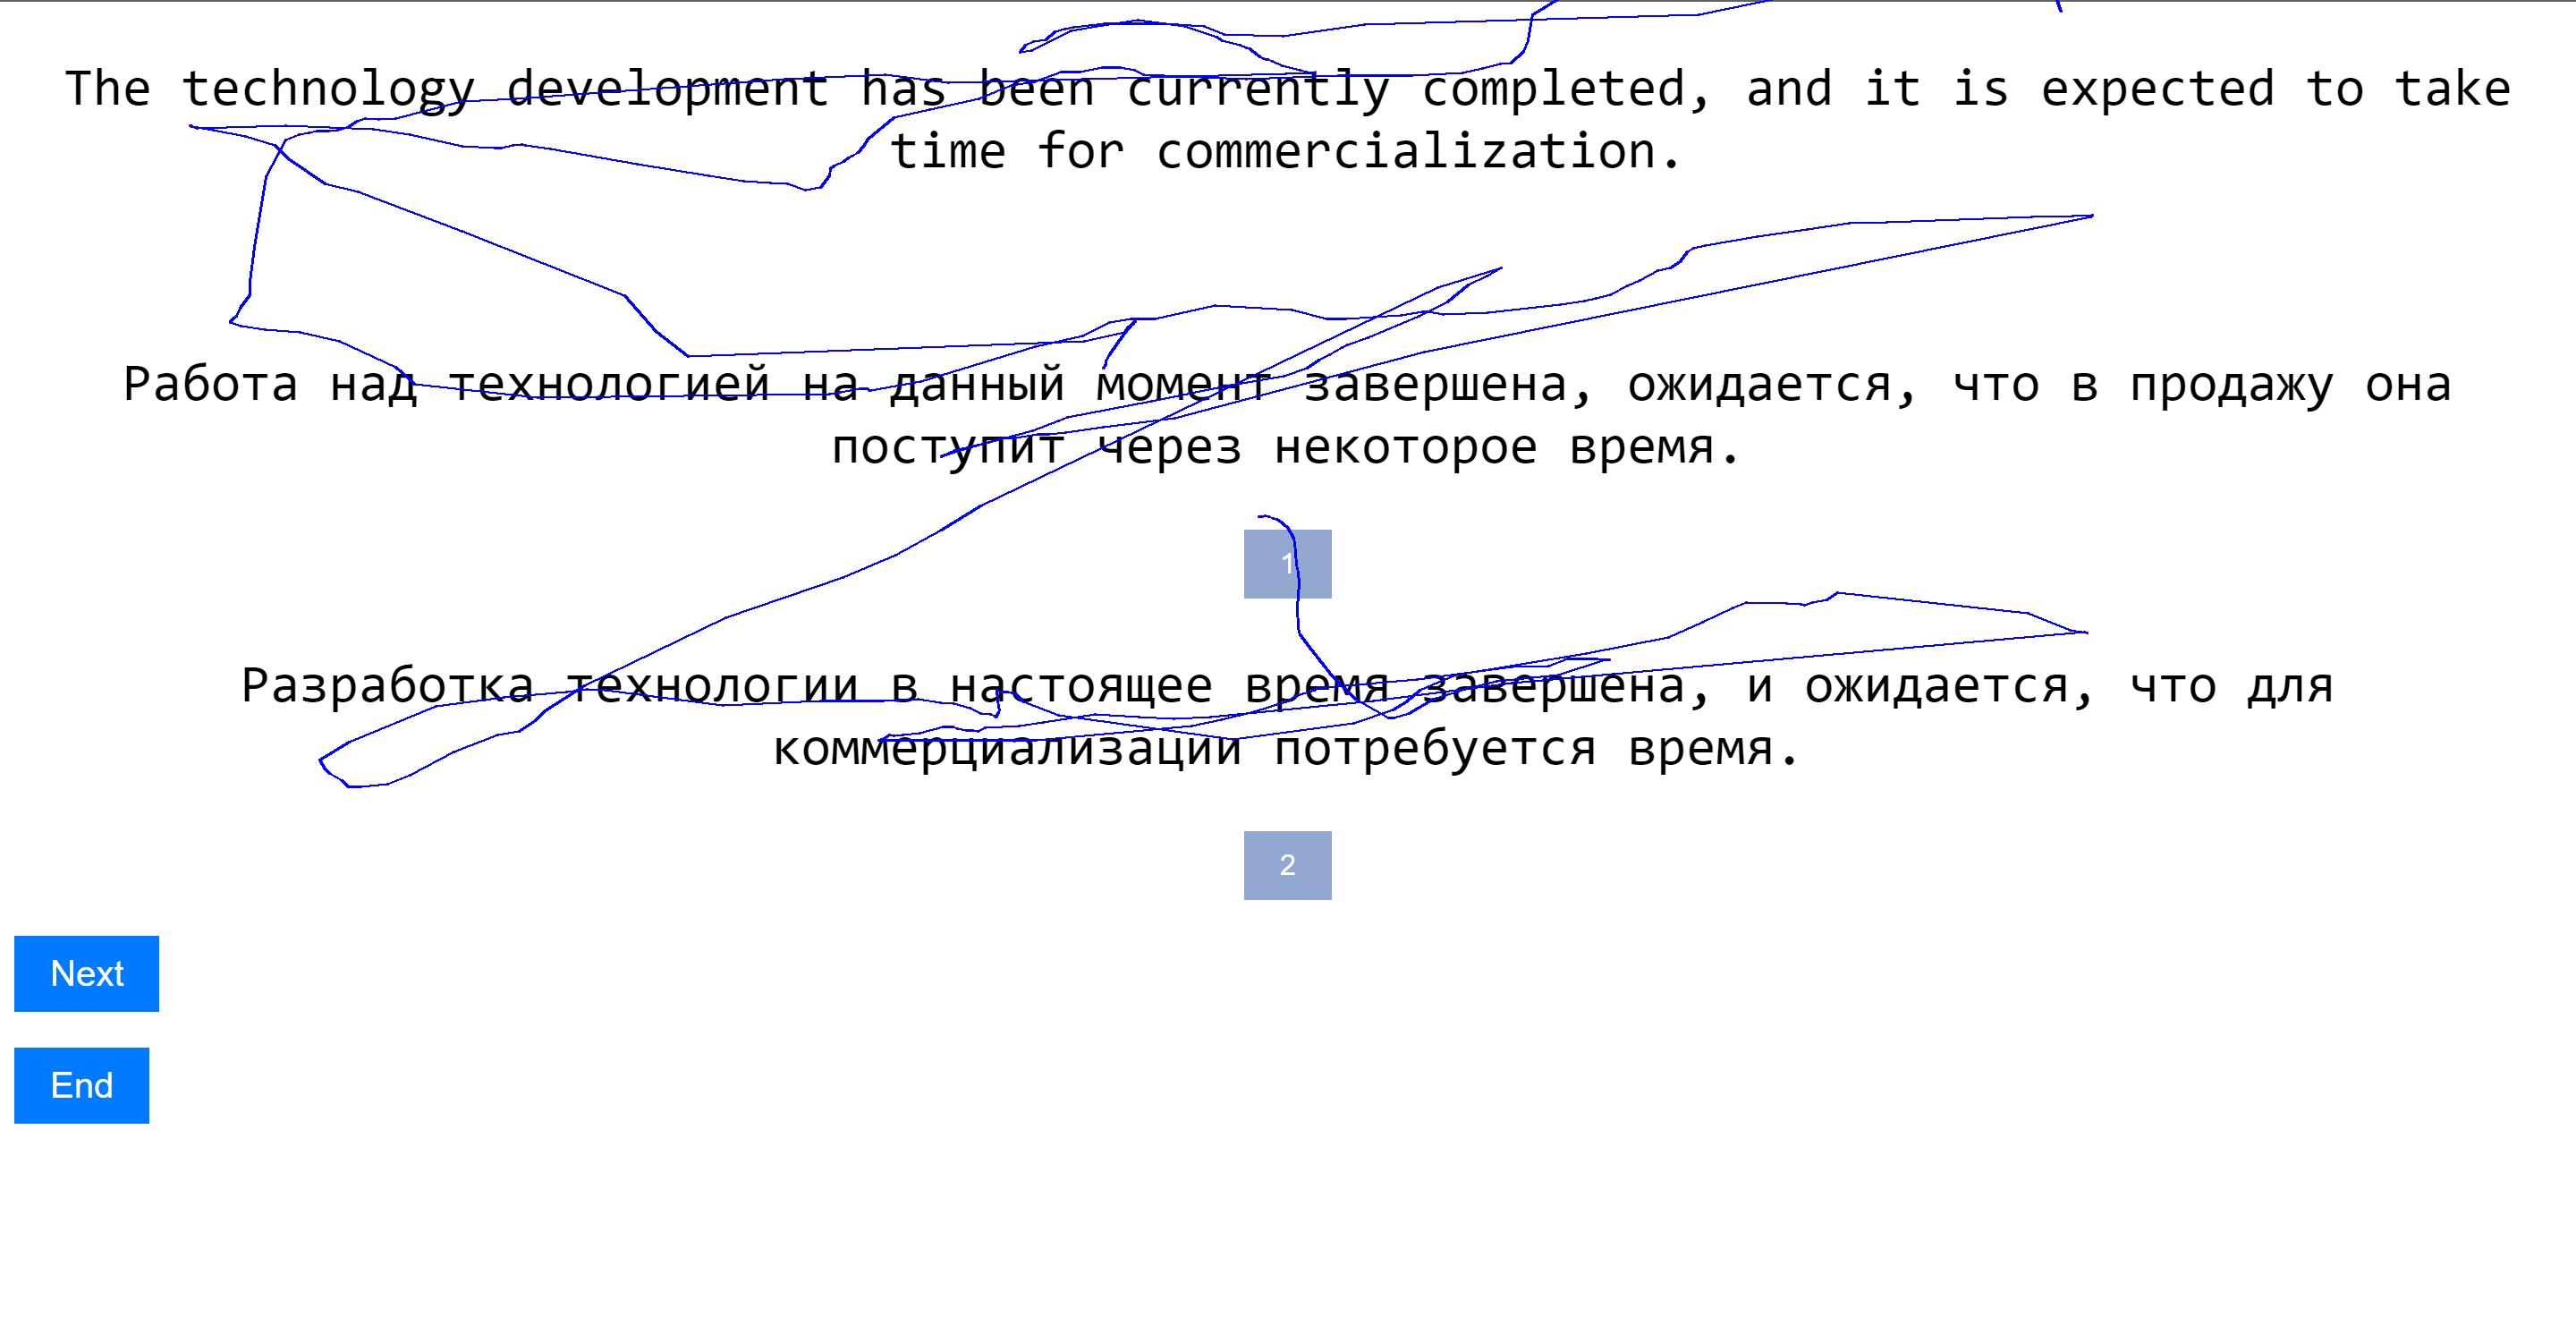 The technology development has been currently completed, and it is expected to take
time for commercialization.
Работа над технологией на данный момент завершена, ожидается, что в продажу она
поступит через некоторое время.
1
Разработка технологии в настоящее время завершена, и ожидается, что для
коммерциализации потребуется время.
2
Next
End